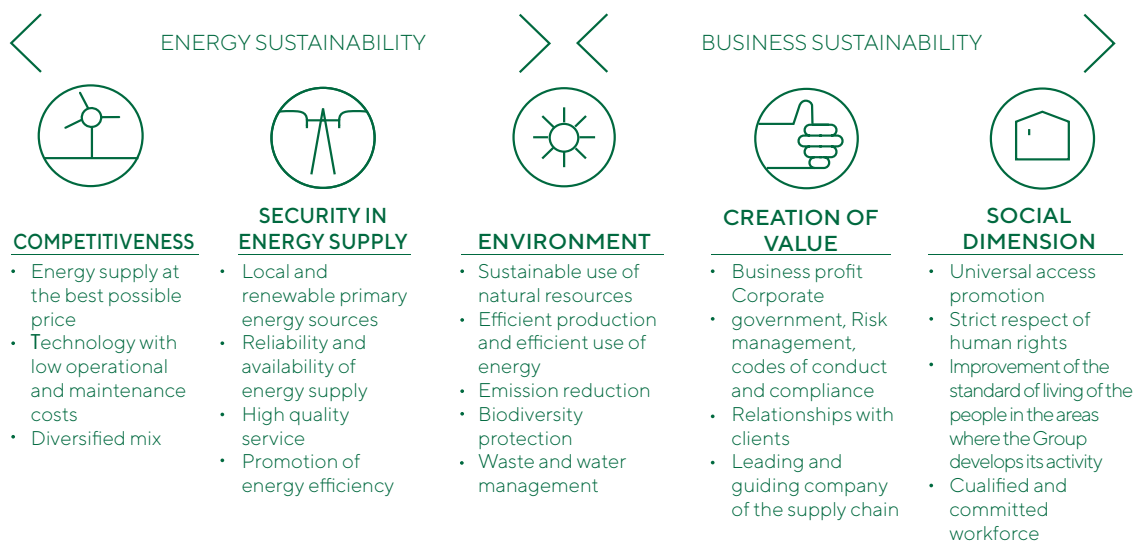 ENERGY SUSTAINABILITY
BUSINESS SUSTAINABILITY
COMPETITIVENESS
• Energy supply at
the best possible
price
• Technology with
low operational
and maintenance
costs
• Diversified mix
SECURITY IN
ENERGY SUPPLY
• Local and
renewable primary
energy sources
• Reliability and
availability of
energy supply
• High quality
service
• Promotion of
energy efficiency
ENVIRONMENT
• Sustainable use of
natural resources
• Efficient production
and efficient use of
energy
• Emission reduction
• Biodiversity
protection
• Waste and water
management
CREATION OF
VALUE
• Business profit
Corporate
• government, Risk
management,
codes of conduct
and compliance
• Relationships with
clients
• Leading and
guiding company
of the supply chain
SOCIAL
DIMENSION
• Universal access
promotion
• Strict respect of
human rights
• Improvement of the
standard of living of the
people in the areas
where the Group
develops its activity
• Cualified and
committed
workforce